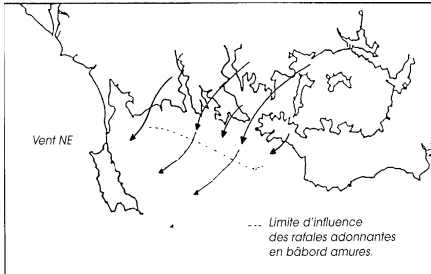 Vent NE
--- Limite d'influence
des rafales adonnantes
en bâbord amures.